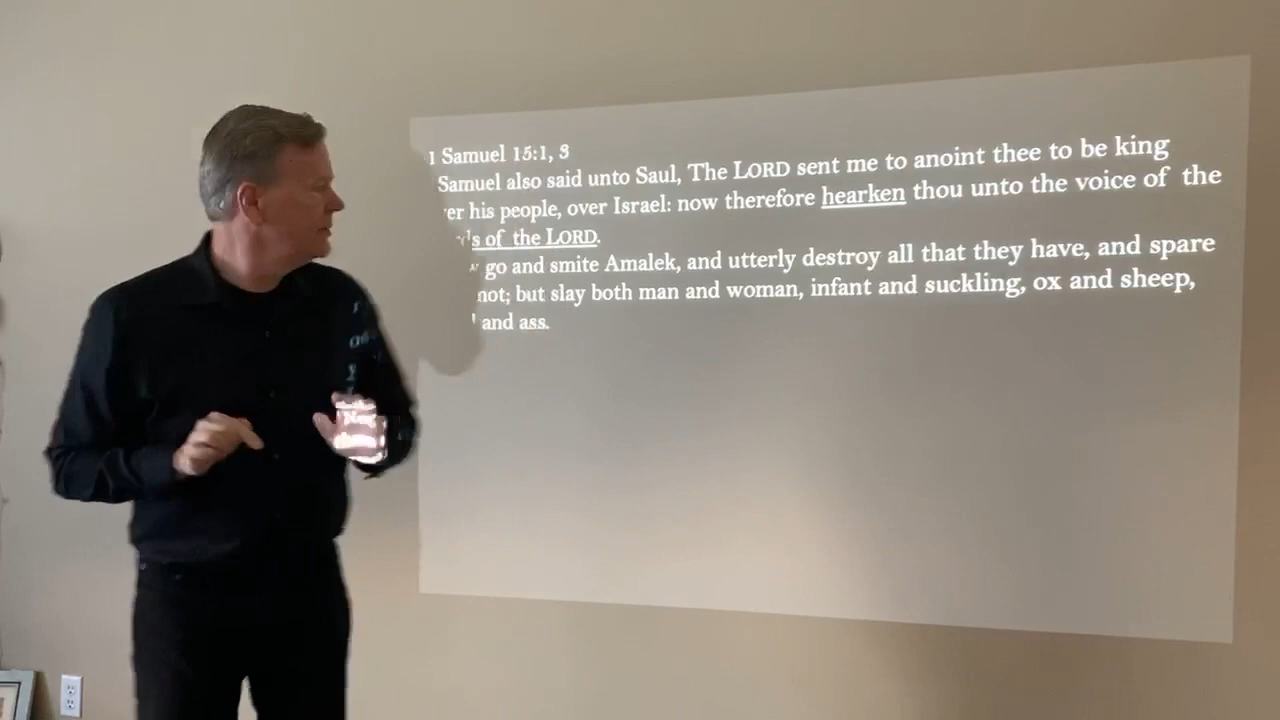 1 Samuel 15:1, 3
Samuel also said unto Saul, The LORD sent me to anoint thee to be king
er his people, over Israel: now therefore hearken thou unto the voice of the
s of the LORD.
go and smite Amalek, and utterly destroy all that they have, and spare
not; but slay both man and woman, infant and suckling, ox and sheep,
and ass.